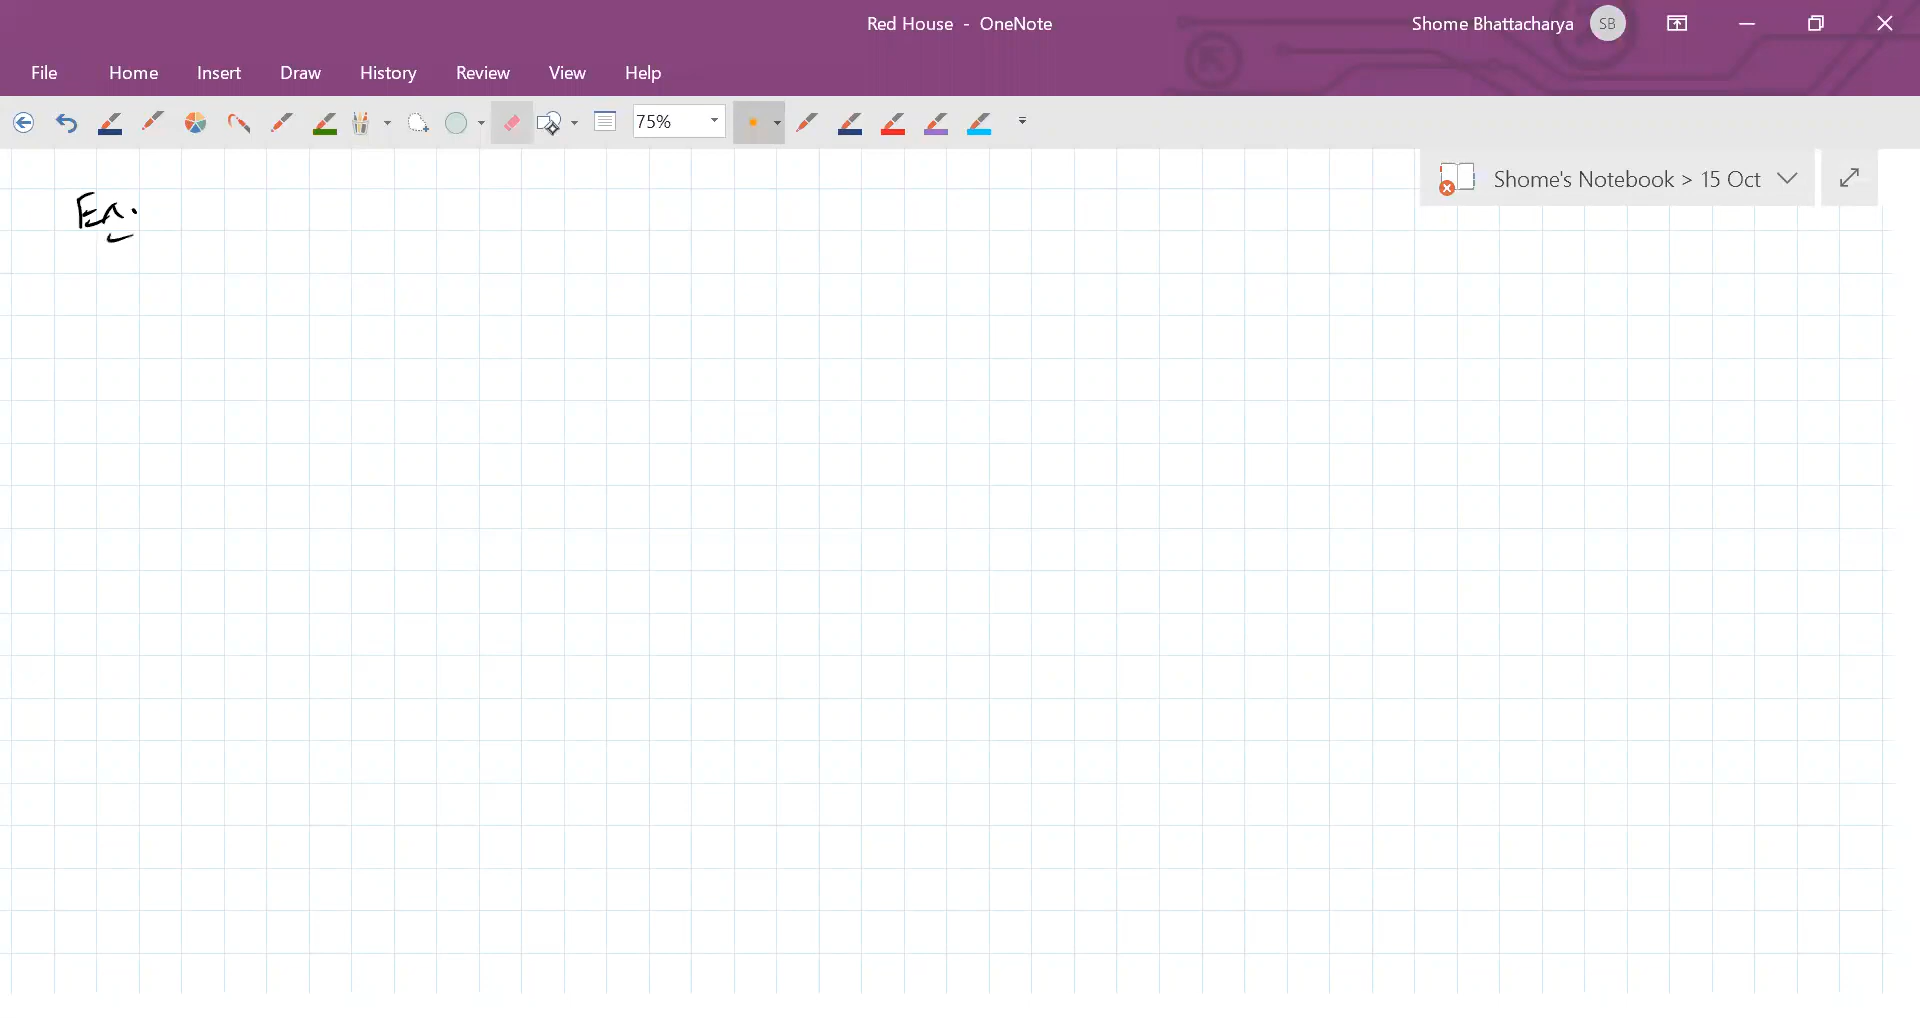 Red House - OneNote
Shome Bhattacharya SB
File Home Insert Draw History Review View Help
75%
Shome's Notebook > 15 Oct